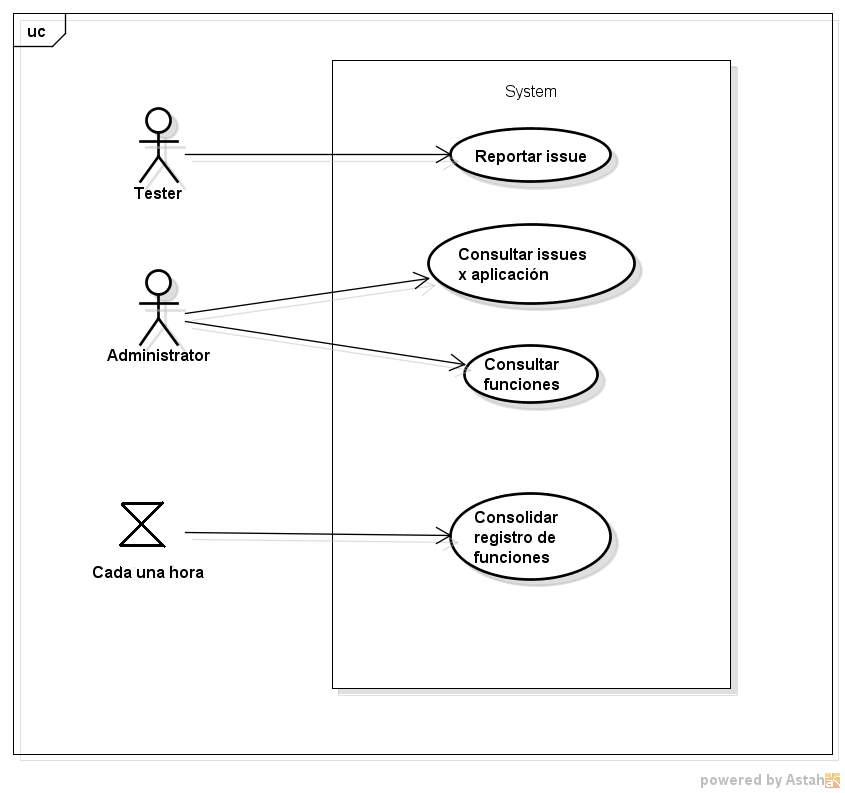 uc
System
Tester
Reportar issue
Administrator
Consultar issues
x aplicación
Consultar
funciones
Cada una hora
Consolidar
registro de
funciones
powered by Astah